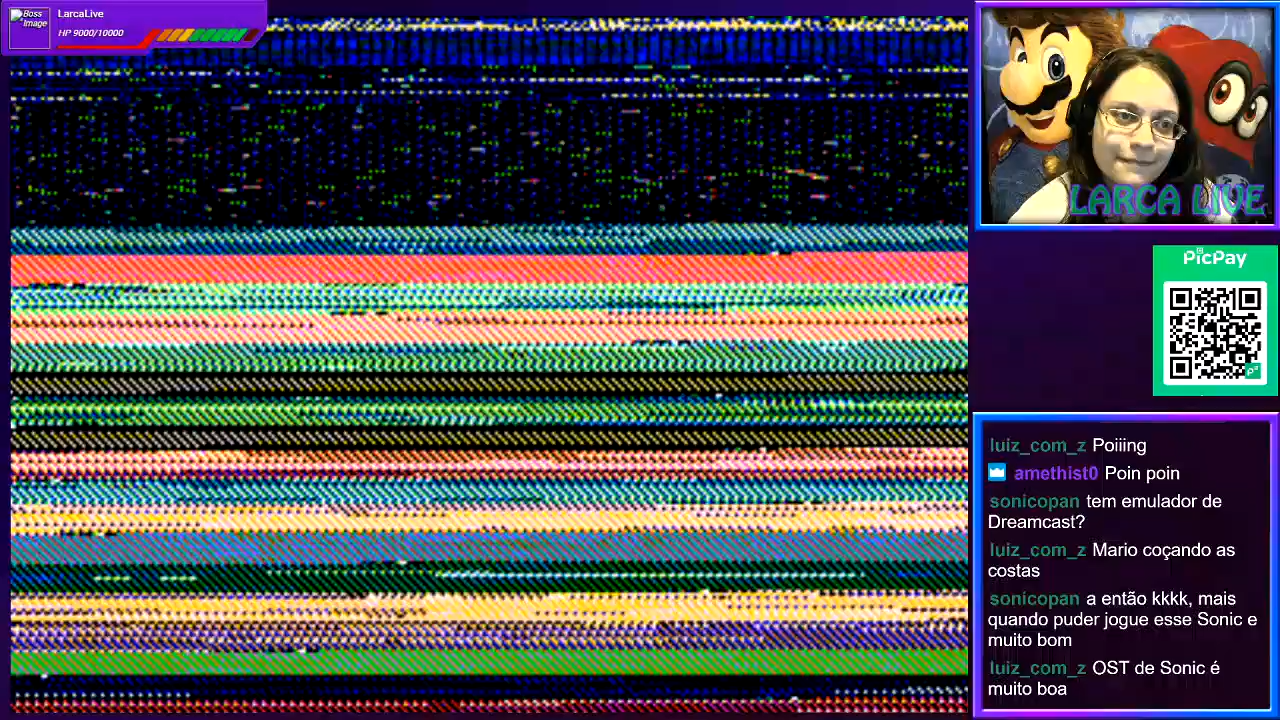 Boss
Image
LarcaLive
HP 9000/10000
LARCA LIVE
PicPay
luiz_com_z Poiiing
amethist0 Poin poin
sonicopan tem emulador de
Dreamcast?
luiz_com_z Mario coçando as
costas
sonicopan a então kkkk, mais
quando puder jogue esse Sonic e
muito bom
luiz_com_z OST de Sonic é
muito boa